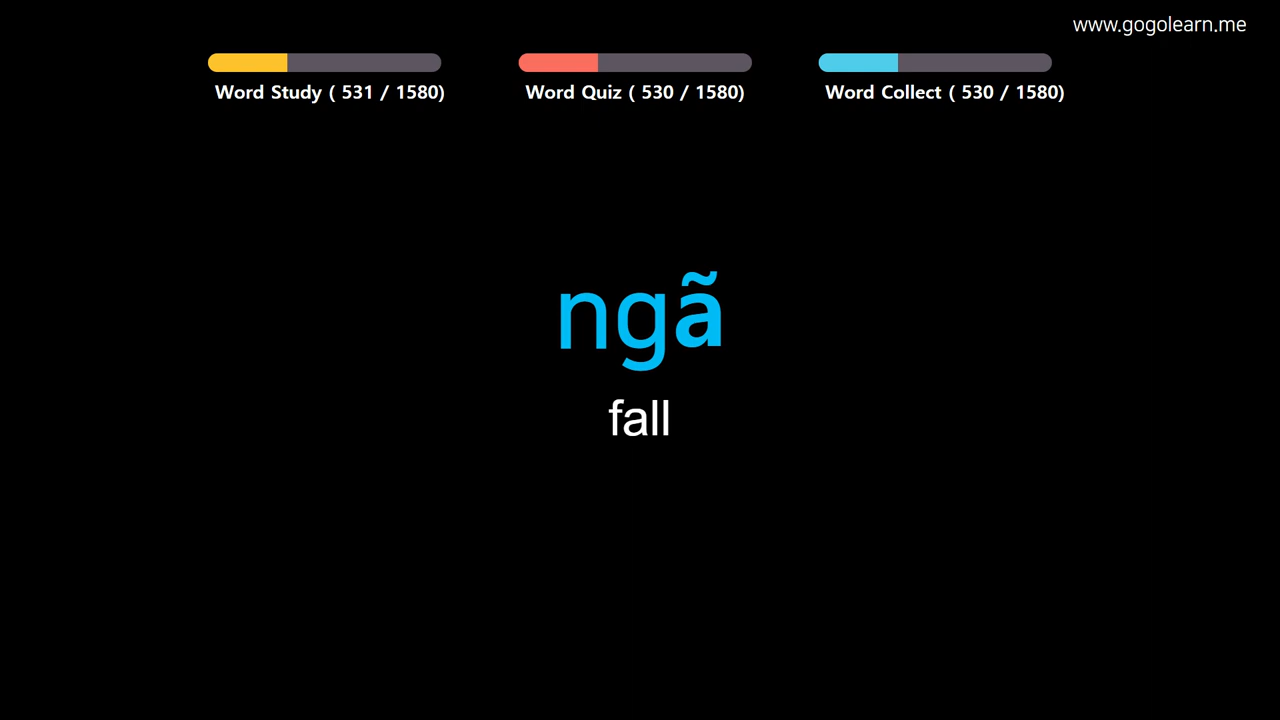 www.gogolearn.me
Word Study ( 531 / 1580)
Word Quiz ( 530 / 1580)
Word Collect ( 530 / 1580)
ngã
fall